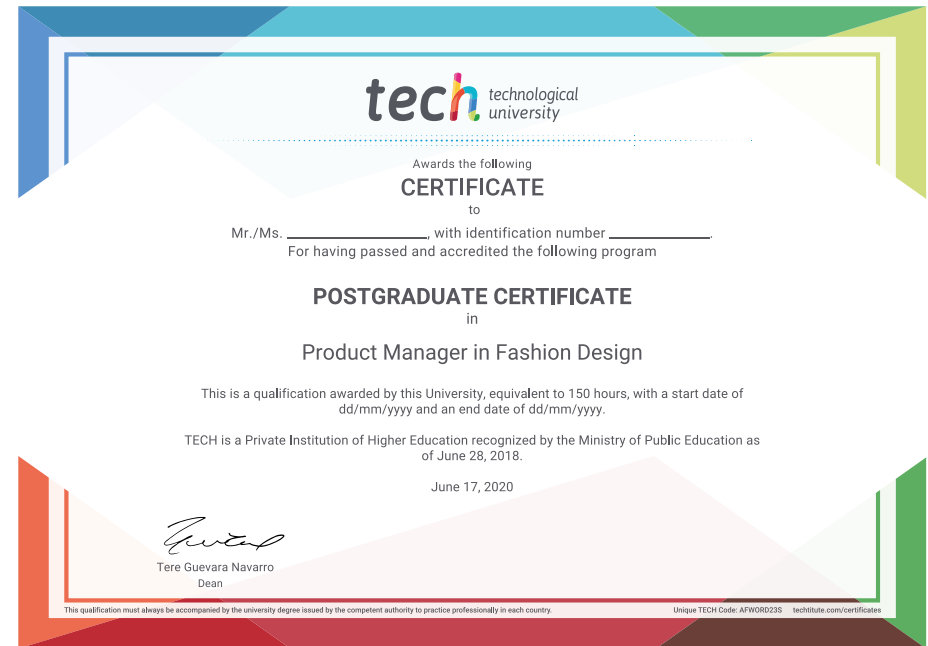 tech technological
university
Awards the following
CERTIFICATE
to
Mr./Ms. ____________________, with identification number ______________.
For having passed and accredited the following program
POSTGRADUATE CERTIFICATE
in
Product Manager in Fashion Design
This is a qualification awarded by this University, equivalent to 150 hours, with a start date of
dd/mm/yyyy and an end date of dd/mm/yyyy.
TECH is a Private Institution of Higher Education recognized by the Ministry of Public Education as
of June 28, 2018.
June 17, 2020
Tere Guevara Navarro
Dean
This qualification must always be accompanied by the university degree issued by the competent authority to practice professionally in each country.
Unique TECH Code: AFWORD23S techtitute.com/certificates